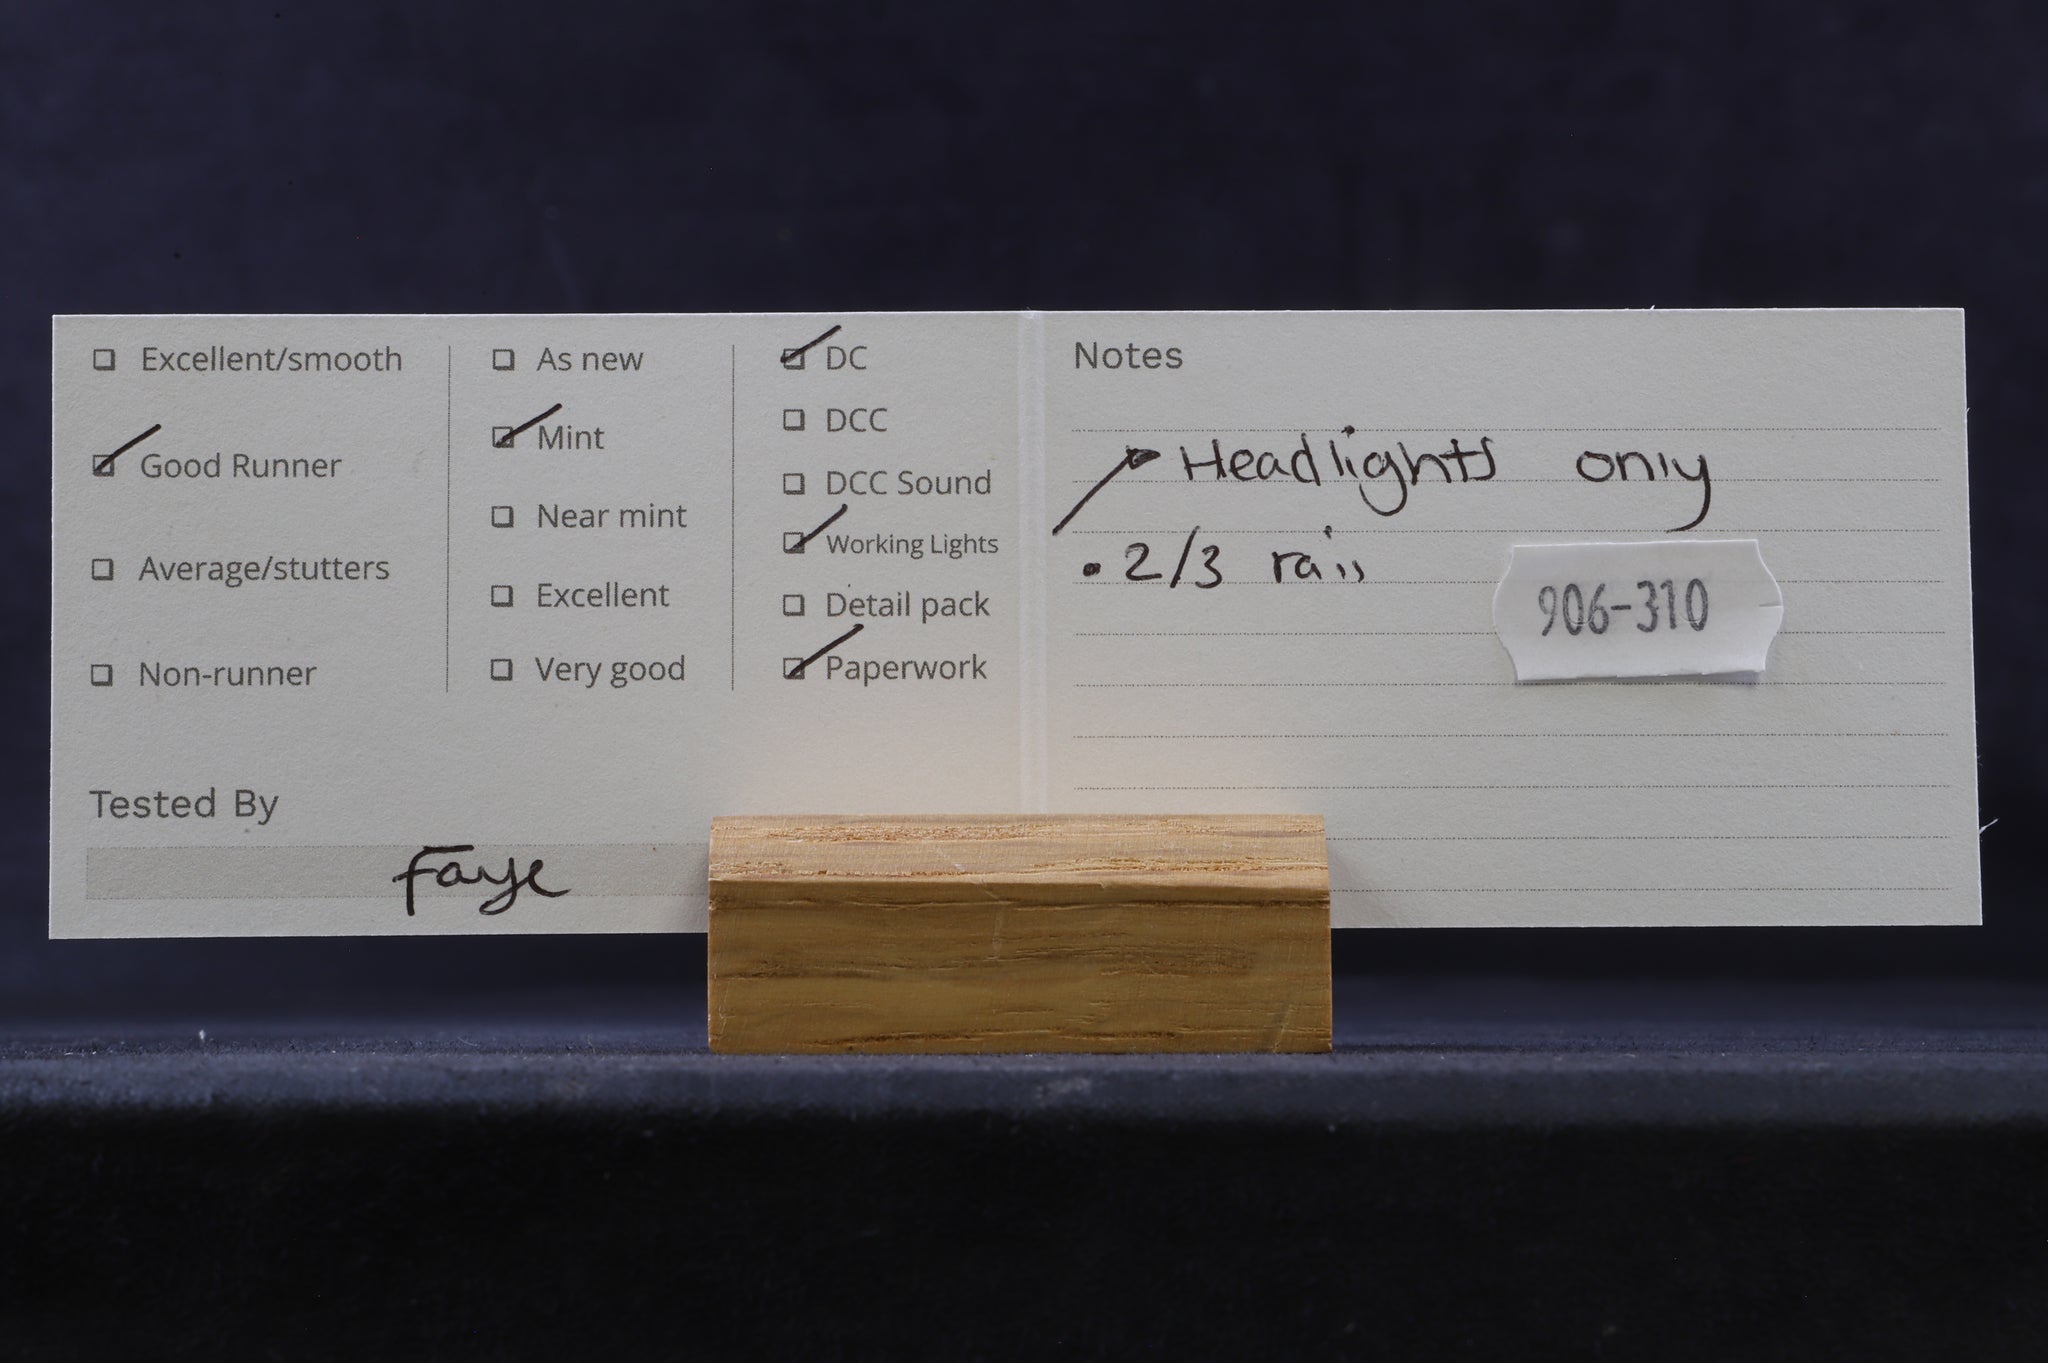 Excellent/smooth
Good Runner
Average/stutters
Non-runner
As new
Mint
Near mint
Excellent
Very good
DC
DCC
DCC Sound
Working Lights
Detail pack
Paperwork
Tested By
Faye
Notes
Headlights only
• 2/3 rail
906-310